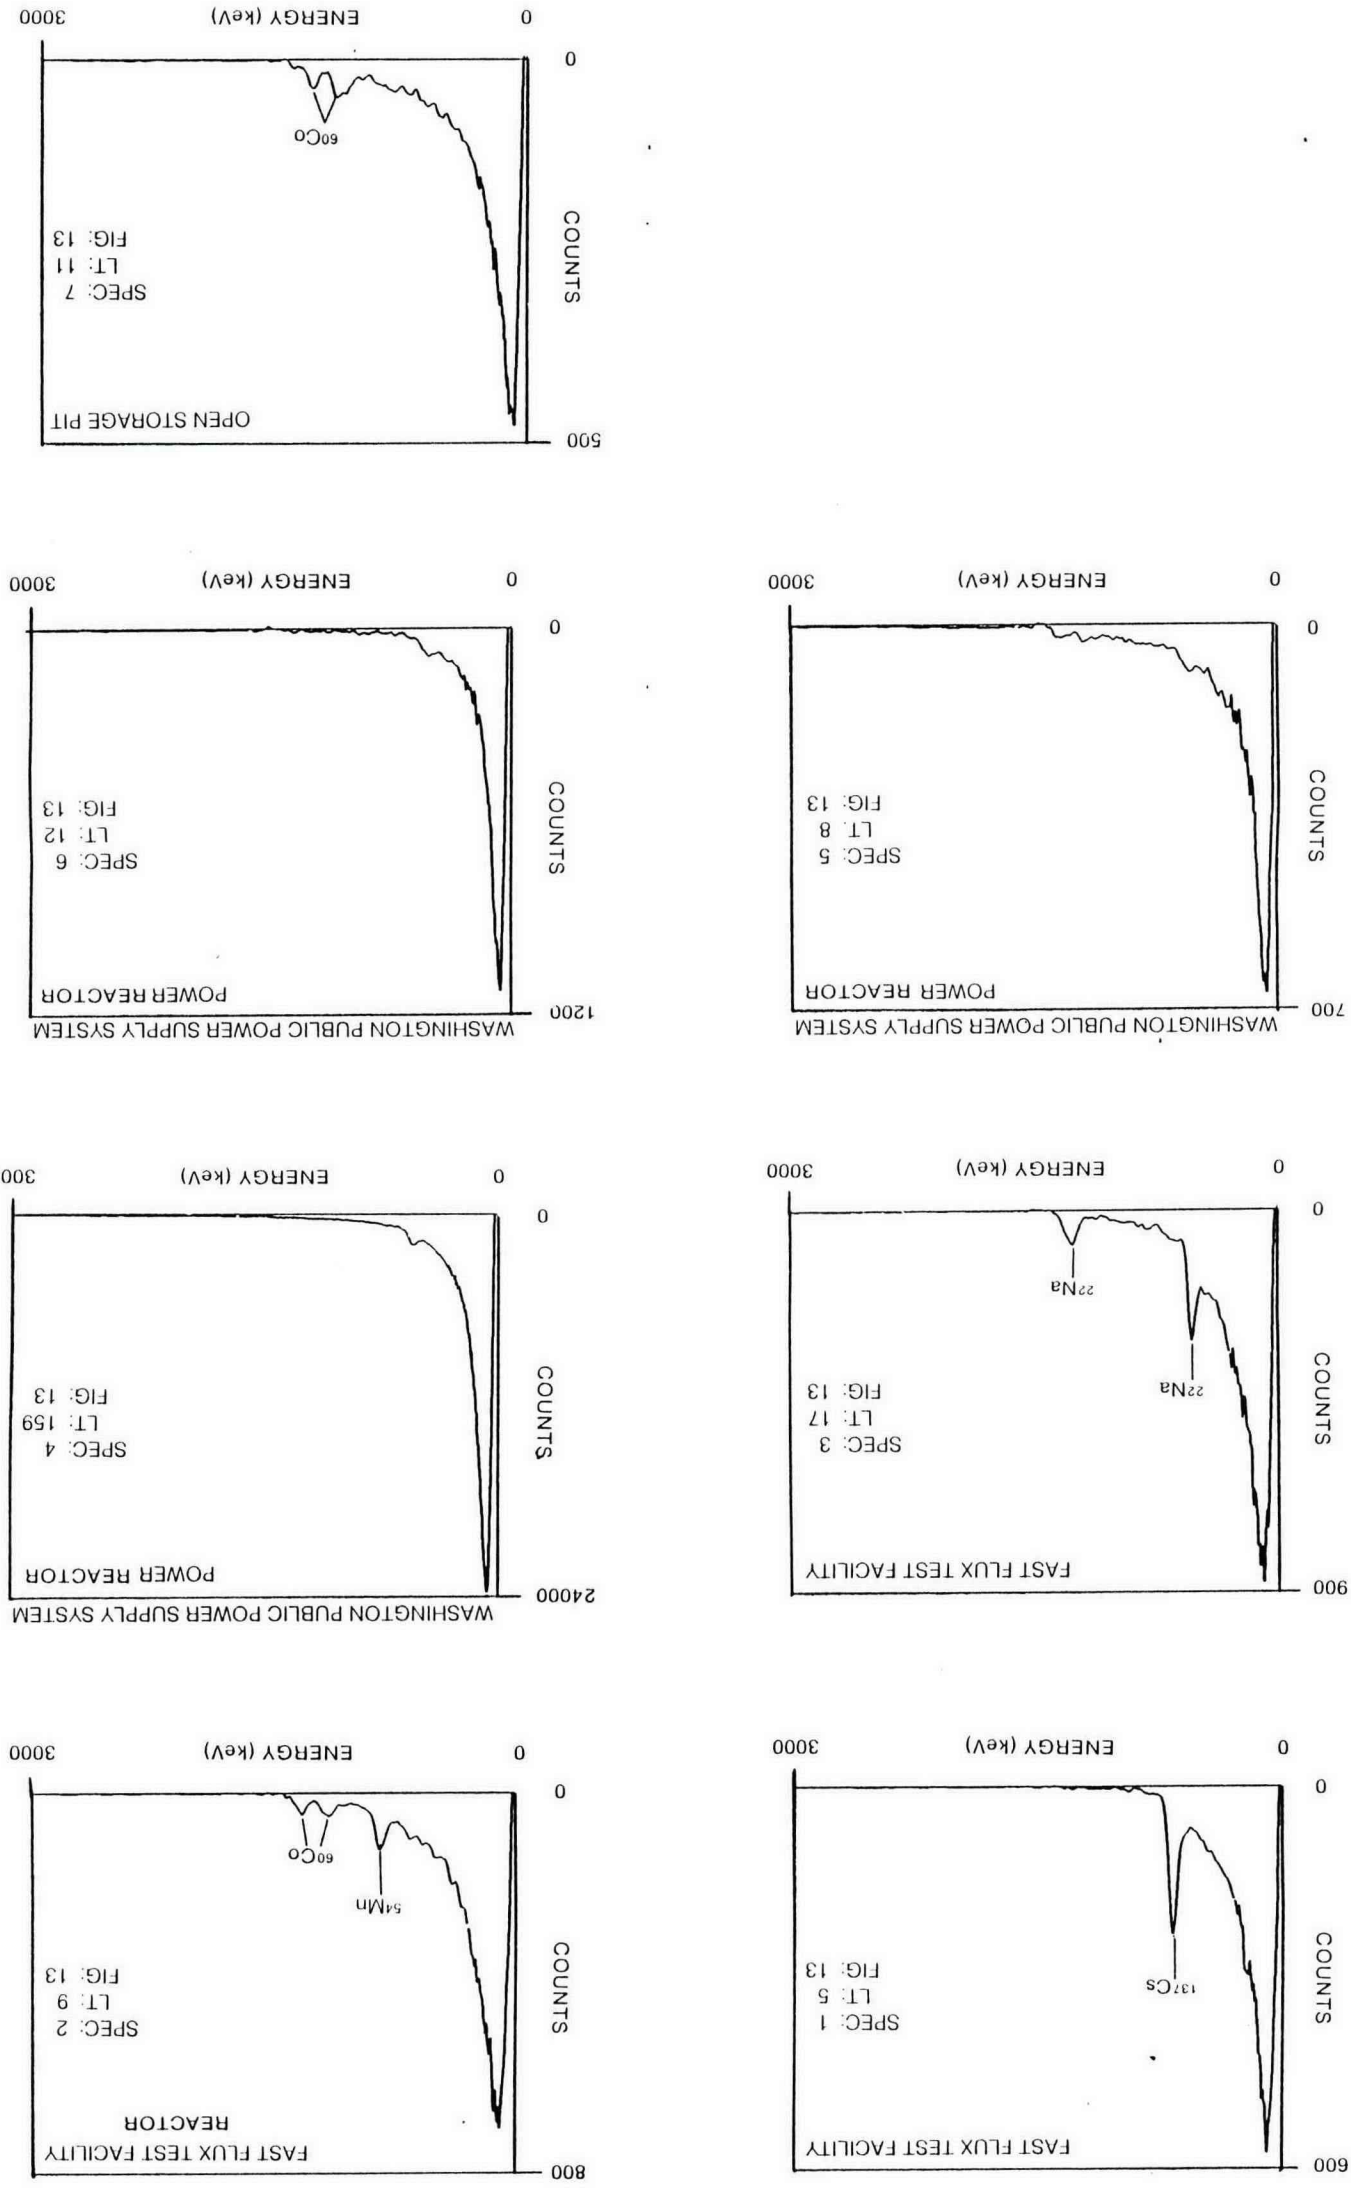 FAST FLUX TEST FACILITY
600
SPEC: 1
LT: 5
FIG: 13
COUNTS
137Cs
0
0
ENERGY (keV)
3000
FAST FLUX TEST FACILITY
REACTOR
800
SPEC: 2
LT: 9
FIG: 13
COUNTS
54Mn
60Co
0
0
ENERGY (keV)
3000
FAST FLUX TEST FACILITY
900
SPEC: 3
LT: 17
FIG: 13
COUNTS
22Na
22Na
0
0
ENERGY (keV)
3000
WASHINGTON PUBLIC POWER SUPPLY SYSTEM
24000
POWER REACTOR
SPEC: 4
LT: 159
FIG: 13
COUNTS
0
0
ENERGY (keV)
300
WASHINGTON PUBLIC POWER SUPPLY SYSTEM
700
POWER REACTOR
SPEC: 5
LT: 8
FIG: 13
COUNTS
0
0
ENERGY (keV)
3000
WASHINGTON PUBLIC POWER SUPPLY SYSTEM
1200
POWER REACTOR
SPEC: 6
LT: 12
FIG: 13
COUNTS
0
0
ENERGY (keV)
3000
500
OPEN STORAGE PIT
SPEC: 7
LT: 11
FIG: 13
COUNTS
60Co
0
0
ENERGY (keV)
3000